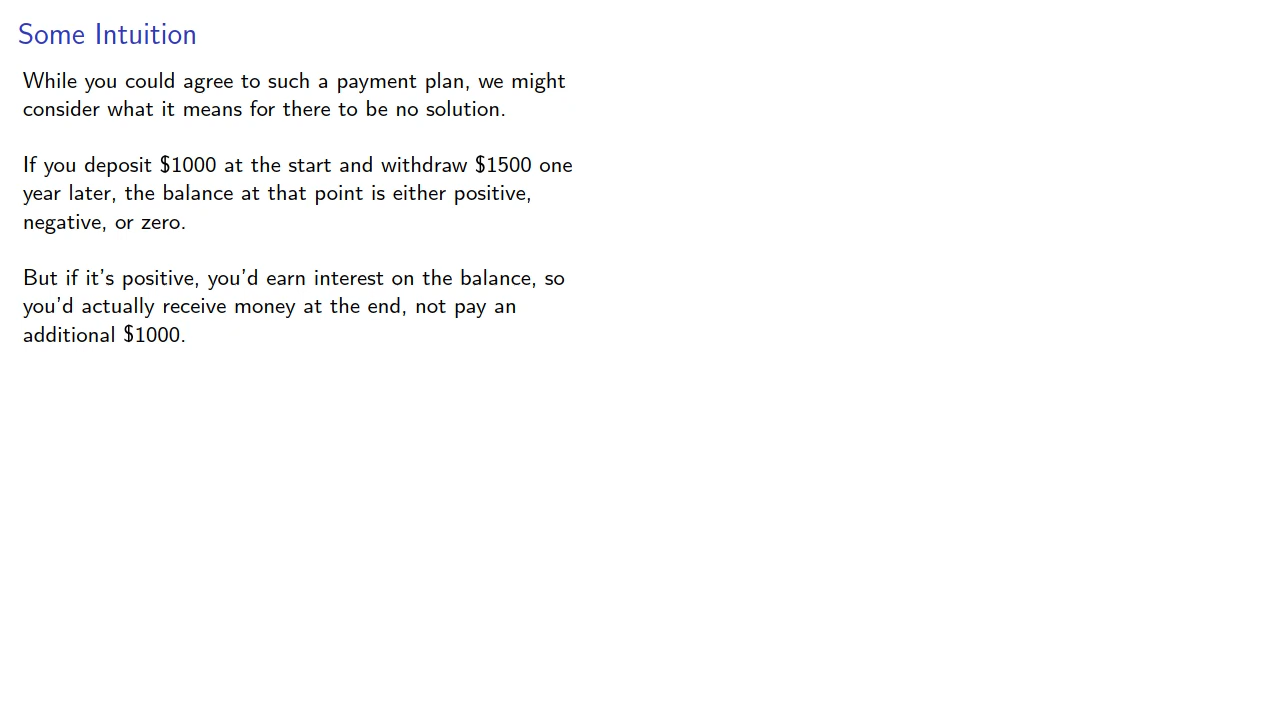 Some Intuition
While you could agree to such a payment plan, we might
consider what it means for there to be no solution.
If you deposit $1000 at the start and withdraw $1500 one
year later, the balance at that point is either positive,
negative, or zero.
But if it's positive, you'd earn interest on the balance, so
you'd actually receive money at the end, not pay an
additional $1000.